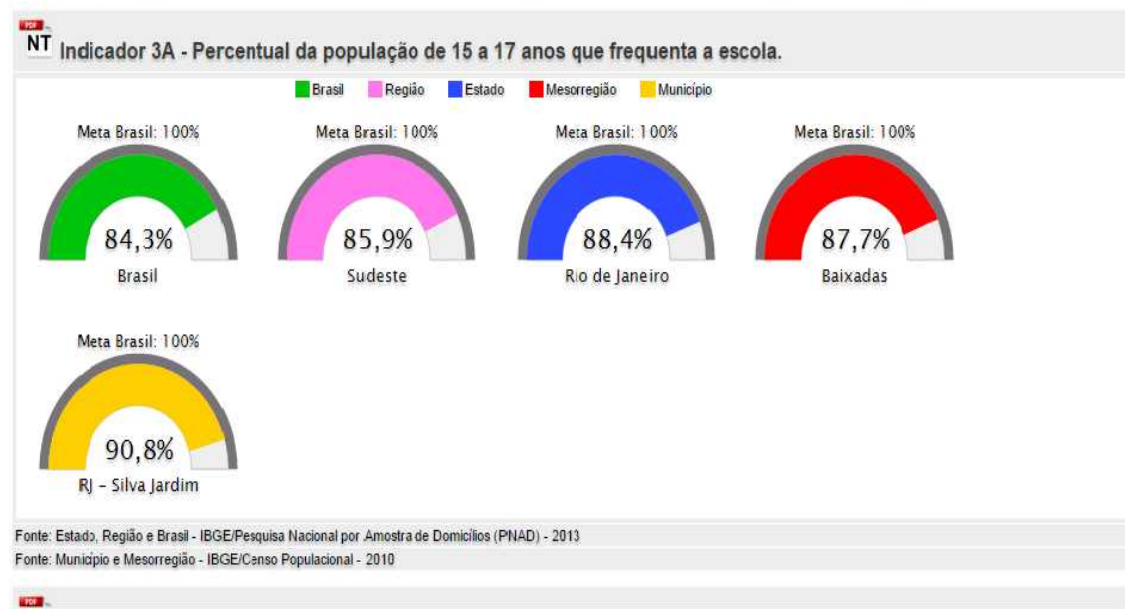 PDF
NT Indicador 3A - Percentual da população de 15 a 17 anos que frequenta a escola.
Brasil Região Estado Mesorregião Município
Meta Brasil: 100% Meta Brasil: 100% Meta Brasil: 100% Meta Brasil: 100%
84,3% 85,9% 88,4% 87,7%
Brasil Sudeste Rio de Janeiro Baixadas
Meta Brasil: 100%
90,8%
RJ – Silva Jardim
Fonte: Estado, Região e Brasil - IBGE/Pesquisa Nacional por Amostra de Domicílios (PNAD) - 2013
Fonte: Município e Mesorregião - IBGE/Censo Populacional - 2010
PDF